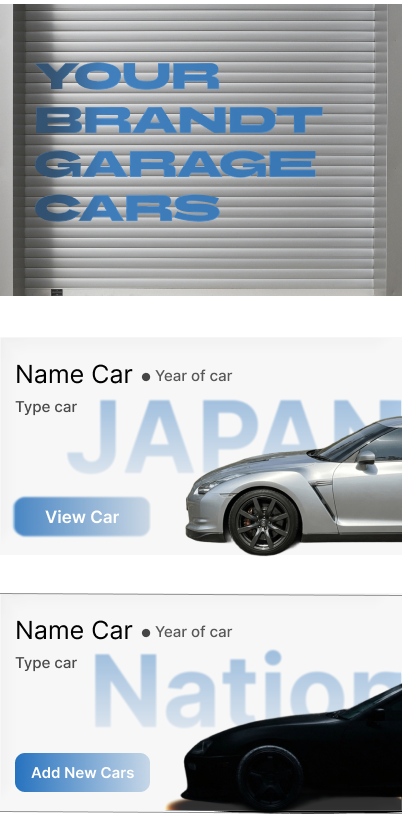 YOUR
BRANDT
GARAGE
CARS
Name Car ● Year of car
Type car
JAPAN
View Car
Name Car ● Year of car
Type car
Nation
Add New Cars